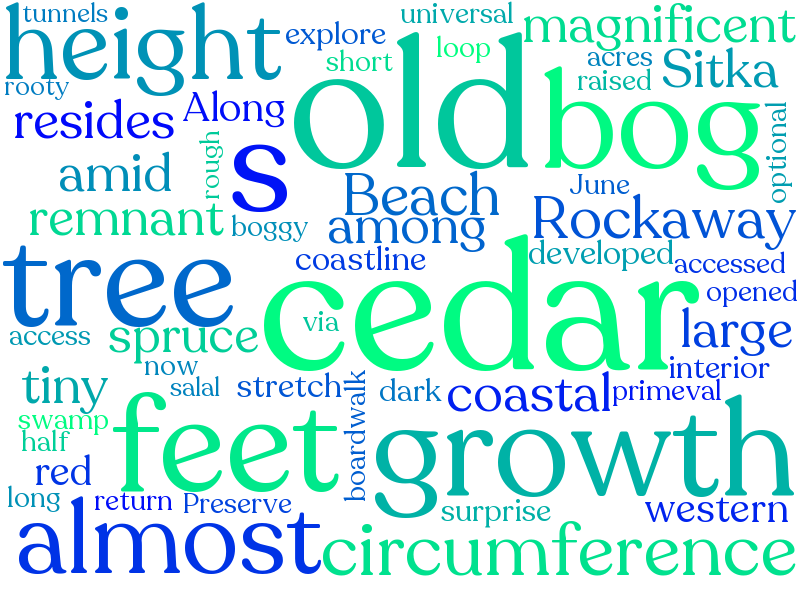 tunnels
universal
magnificent
height
explore
short
loop
acres
raised
Sitka
rooty
old
bog
resides
Along
s
rough
optional
amid
Beach
June
remnant
boggy
among
Rockaway
tree
coastline
developed
accessed
cedar
opened
access
spruce
via
large
now
interior
tiny
salal
stretch
dark
coastal
primeval
swamp
feet
boardwalk
growth
half
red
long
return
Preserve
surprise
western
almost
circumference